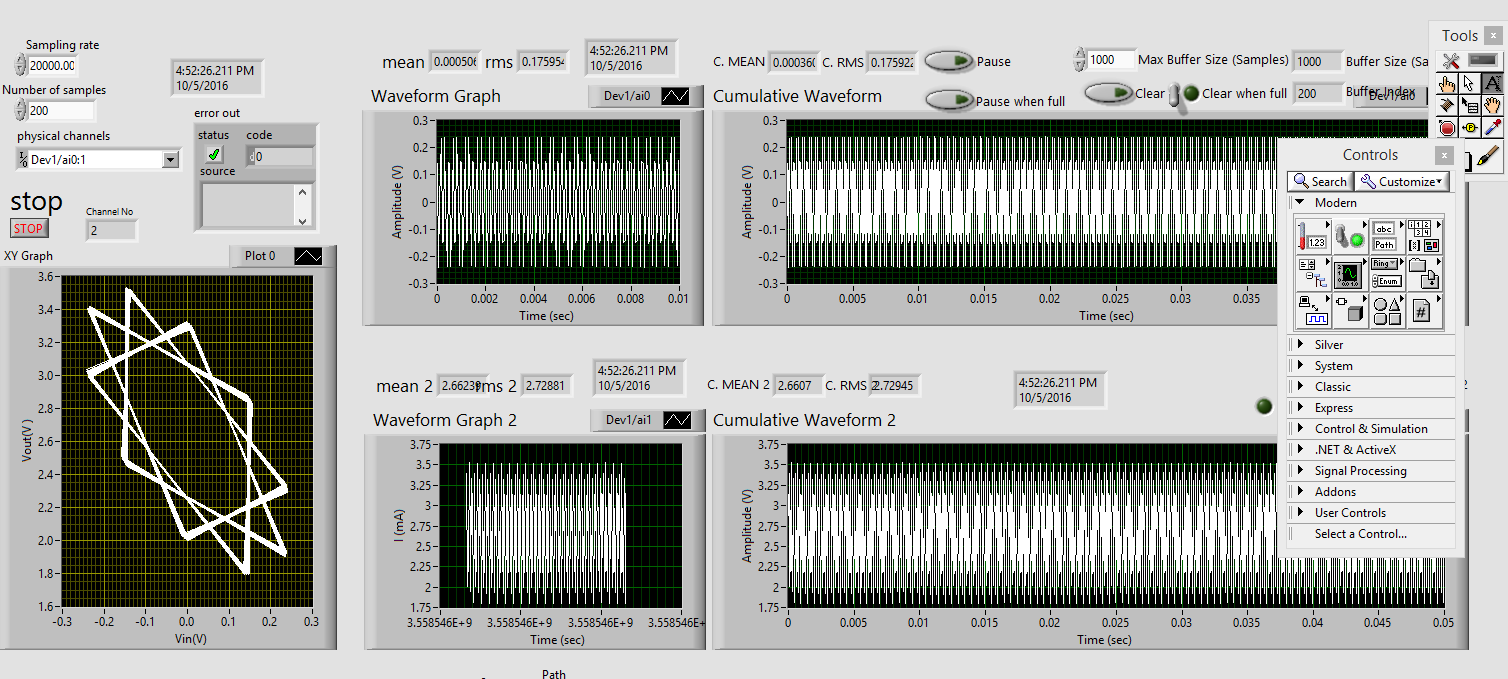 Sampling rate
20000.00
Number of samples
200
physical channels
Dev1/ai0:1
stop
STOP
Channel No
2
4:52:26.211 PM
10/5/2016
error out
status code
0
source
XY Graph
Plot 0
3.6
3.4
3.2
3.0
2.8
2.6
2.4
2.2
2.0
1.8
1.6
Vout(V )
-0.3 -0.2 -0.1 0.0 0.1 0.2 0.3
Vin(V)
mean 0.000506 rms 0.175954
4:52:26.211 PM
10/5/2016
Waveform Graph
Dev1/ai0
0.3
0.2
0.1
0
-0.1
-0.2
-0.3
Amplitude (V)
0 0.002 0.004 0.006 0.008 0.01
Time (sec)
C. MEAN 0.000360 C. RMS 0.175922
Pause
1000 Max Buffer Size (Samples) 1000 Buffer Size (Sa
Cumulative Waveform
Pause when full
Clear Clear when full 200 Buffer Index
Dev1/ai0
0.3
0.2
0.1
0
-0.1
-0.2
-0.3
Amplitude (V)
0 0.005 0.01 0.015 0.02 0.025 0.03 0.035
Time (sec)
mean 2 2.66239 rms 2 2.72881
4:52:26.211 PM
10/5/2016
Waveform Graph 2
Dev1/ai1
3.75
3.5
3.25
3
2.75
2.5
2.25
2
1.75
I (mA)
3.558546E+9 3.558546E+9 3.558546E+9 3.558546E+
Time (sec)
C. MEAN 2 2.6607 C. RMS 2 2.72945
4:52:26.211 PM
10/5/2016
Cumulative Waveform 2
3.75
3.5
3.25
3
2.75
2.5
2.25
2
1.75
Amplitude (V)
0 0.005 0.01 0.015 0.02 0.025 0.03 0.035 0.04 0.045 0.05
Time (sec)
Path
Tools
A
Controls
Search Customize
Modern
1.23
abc
Path
1 2
3 4
Ring
Enum
#
Silver
System
Classic
Express
Control & Simulation
.NET & ActiveX
Signal Processing
Addons
User Controls
Select a Control...